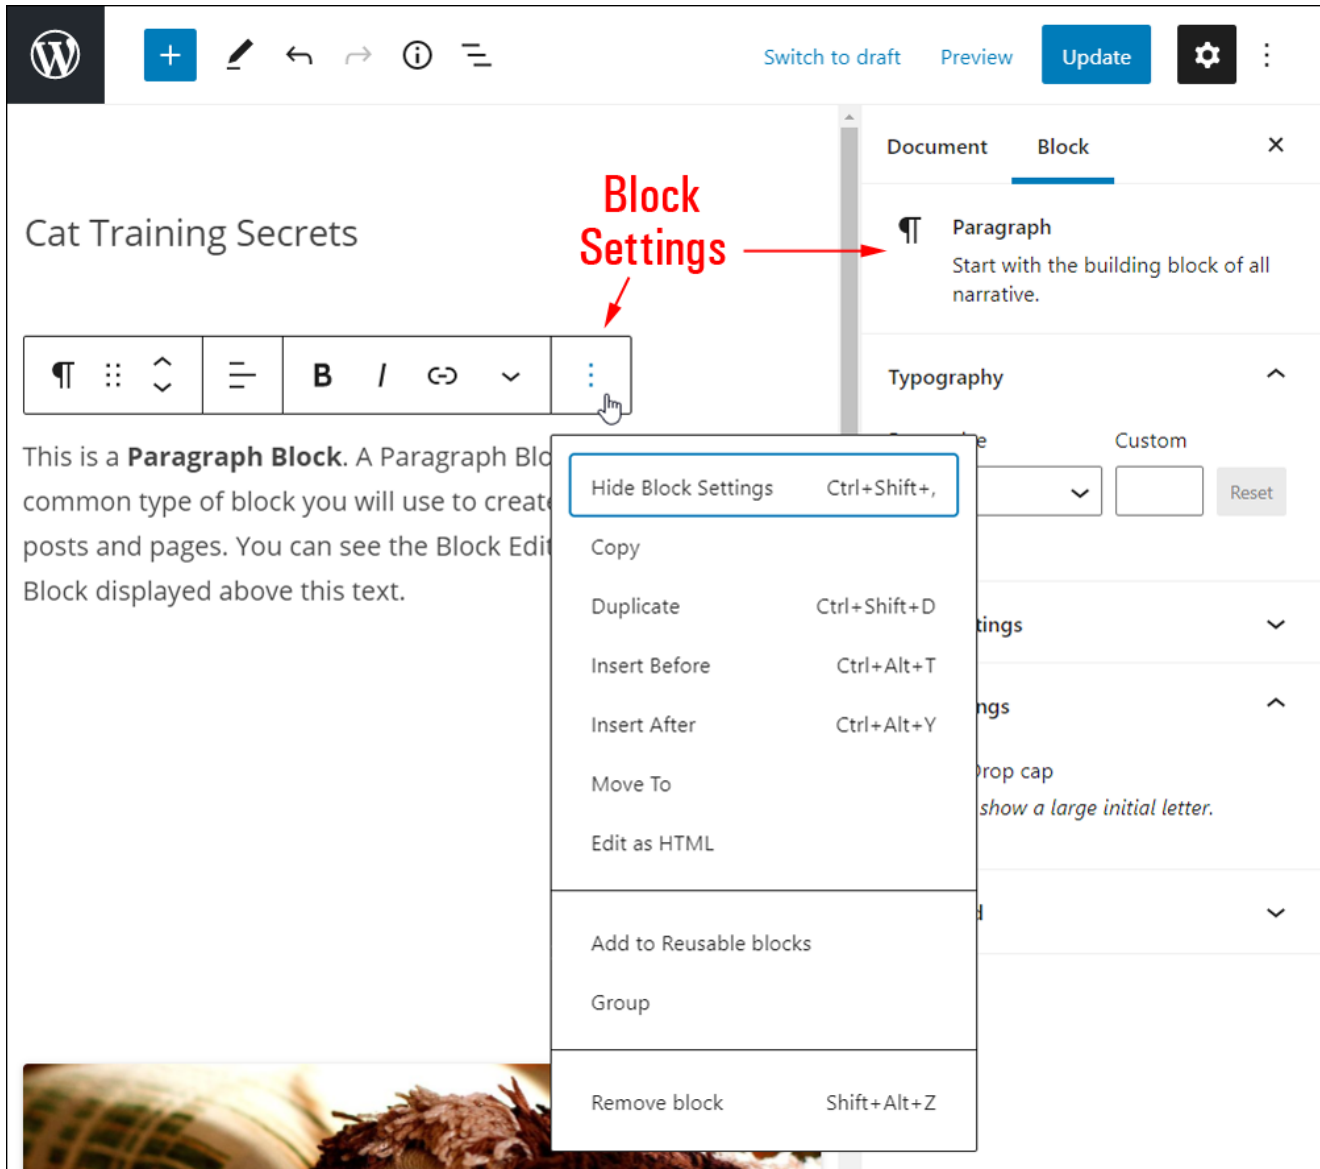 Switch to draft
Preview
Update
Document
Block
Block
Settings
Cat Training Secrets
Paragraph
Start with the building block of all
narrative.
B I
Typography
Custom
Reset
This is a Paragraph Block. A Paragraph Blo
common type of block you will use to create
posts and pages. You can see the Block Edit
Block displayed above this text.
Hide Block Settings Ctrl+Shift+,
Copy
Duplicate Ctrl+Shift+D
Insert Before Ctrl+Alt+T
Insert After Ctrl+Alt+Y
Move To
Edit as HTML
Add to Reusable blocks
Group
Remove block Shift+Alt+Z
tings
ngs
Drop cap
show a large initial letter.